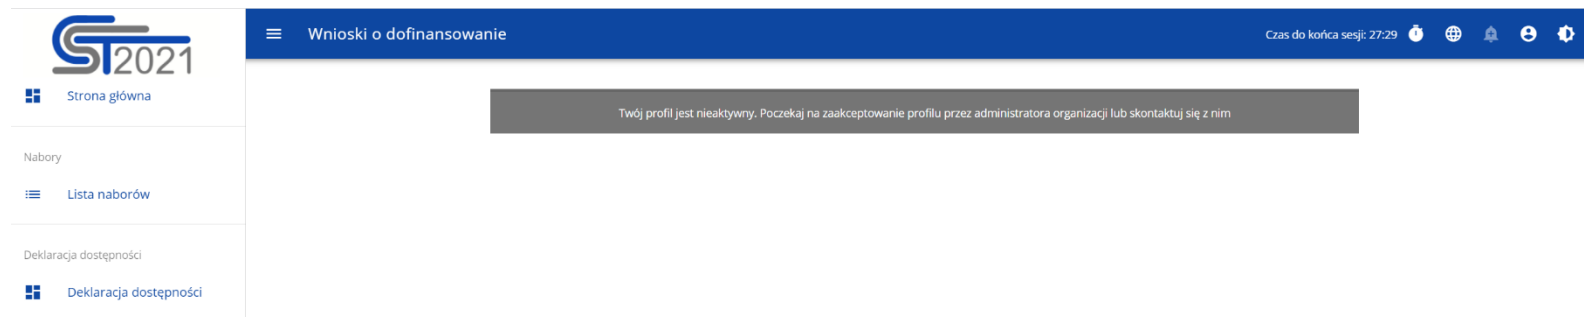 CST2021
Wnioski o dofinansowanie
Czas do końca sesji: 27:29
Strona główna
Twój profil jest nieaktywny. Poczekaj na zaakceptowanie profilu przez administratora organizacji lub skontaktuj się z nim
Nabory
Lista naborów
Deklaracja dostępności
Deklaracja dostępności